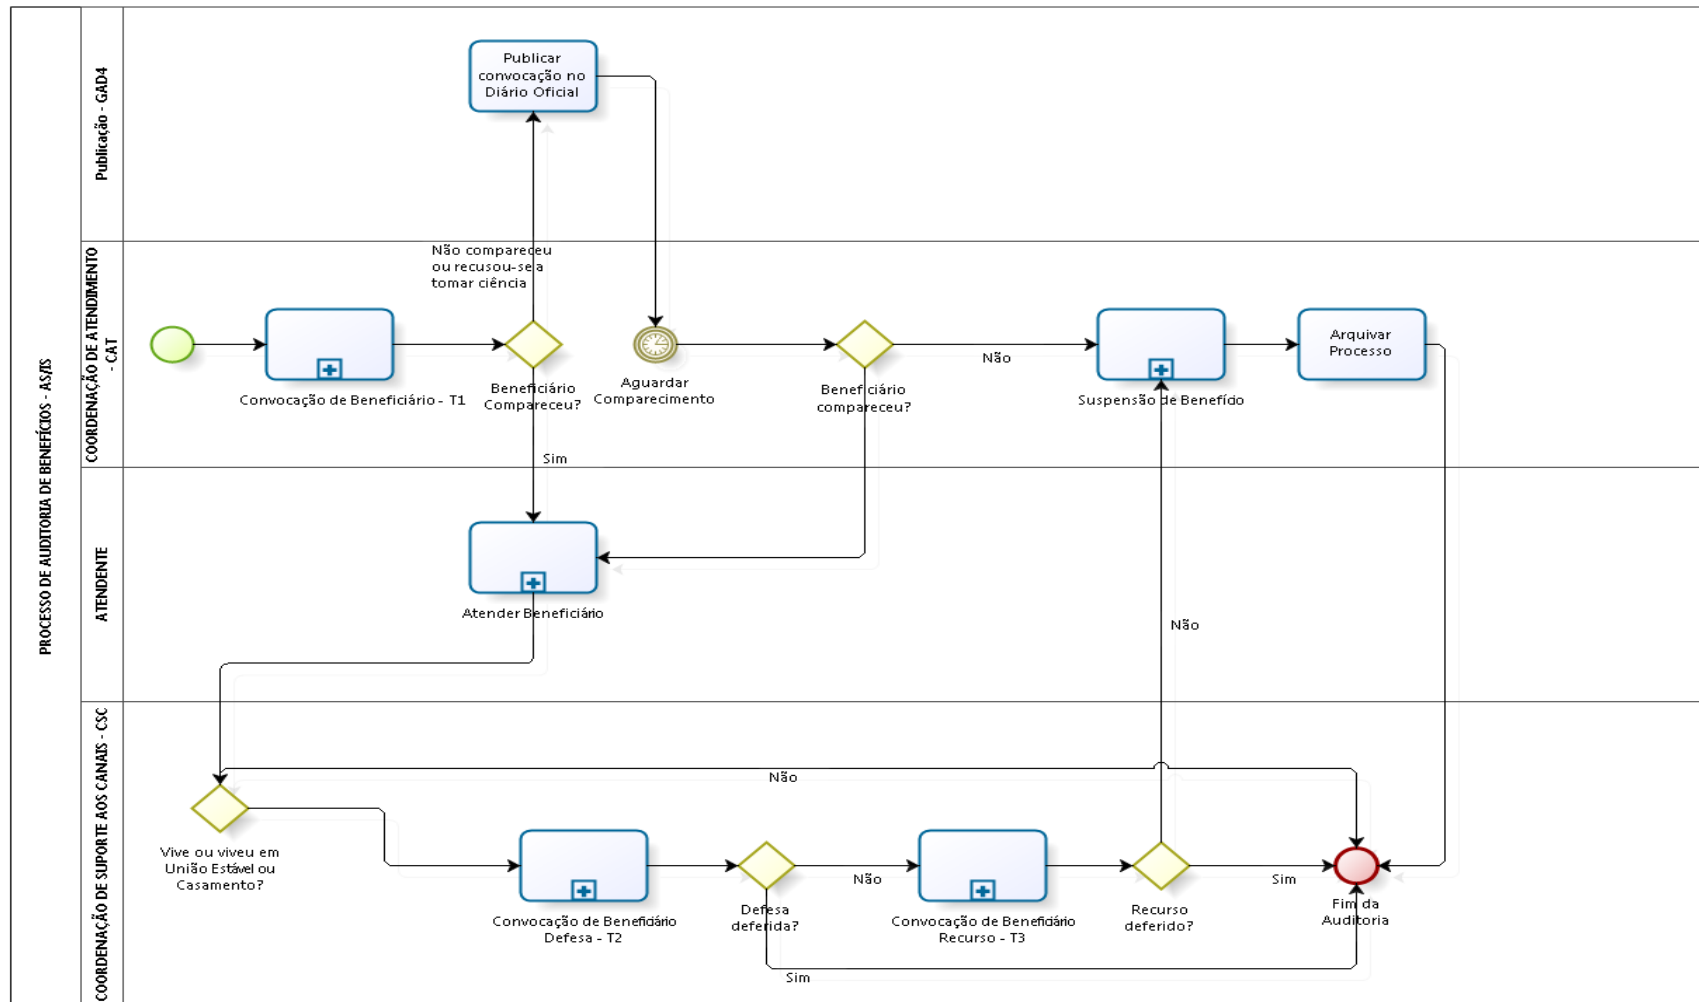 PROCESSO DE AUDITORIA DE BENEFÍCIOS - AS/IS
Publicação - GAD4
Publicar
convocação no
Diário Oficial
COORDENAÇÃO DE ATENDIMENTO
- CAT
Não compareceu
ou recusou-se a
tomar ciência
Convocação de Beneficiário - T1
Beneficiário
Compareceu?
Sim
Aguardar
Comparecimento
Beneficiário
compareceu?
Não
Suspensão de Benefício
Arquivar
Processo
ATENDENTE
Atender Beneficiário
Não
COORDENAÇÃO DE SUPORTE AOS CANAIS - CSC
Não
Vive ou viveu em
União Estável ou
Casamento?
Convocação de Beneficiário
Defesa - T2
Defesa
deferida?
Não
Sim
Convocação de Beneficiário
Recurso - T3
Recurso
deferido?
Sim
Fim da
Auditoria